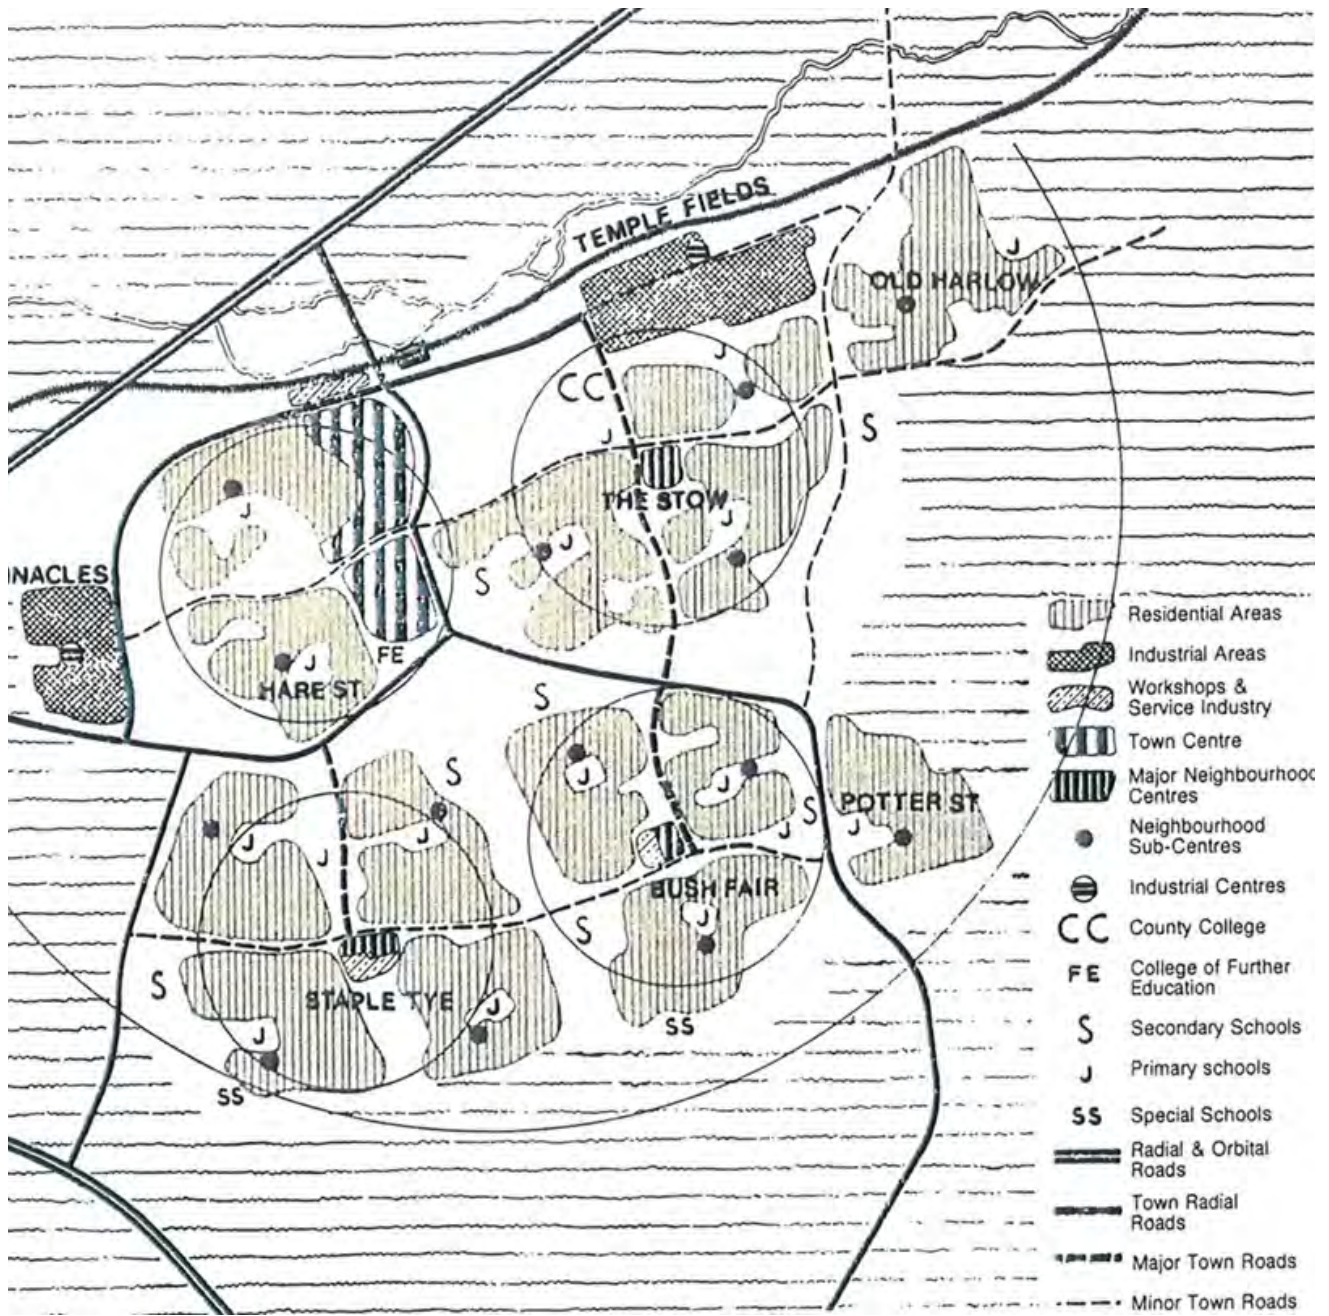 TEMPLE FIELDS
J
OLD HARLOW
J
CC
J
S
THE STOW
J
J
J
S
NACLES
FE
J
HARE ST.
S
J
J
S
POTTER ST.
J
S
J
J
J
S
J
BUSH FAIR
J
S
S
STAPLE TYE
J
J
SS
SS
Residential Areas
Industrial Areas
Workshops &
Service Industry
Town Centre
Major Neighbourhood
Centres
Neighbourhood
Sub-Centres
Industrial Centres
CC County College
FE College of Further
Education
S Secondary Schools
J Primary schools
SS Special Schools
Radial & Orbital
Roads
Town Radial
Roads
Major Town Roads
Minor Town Roads